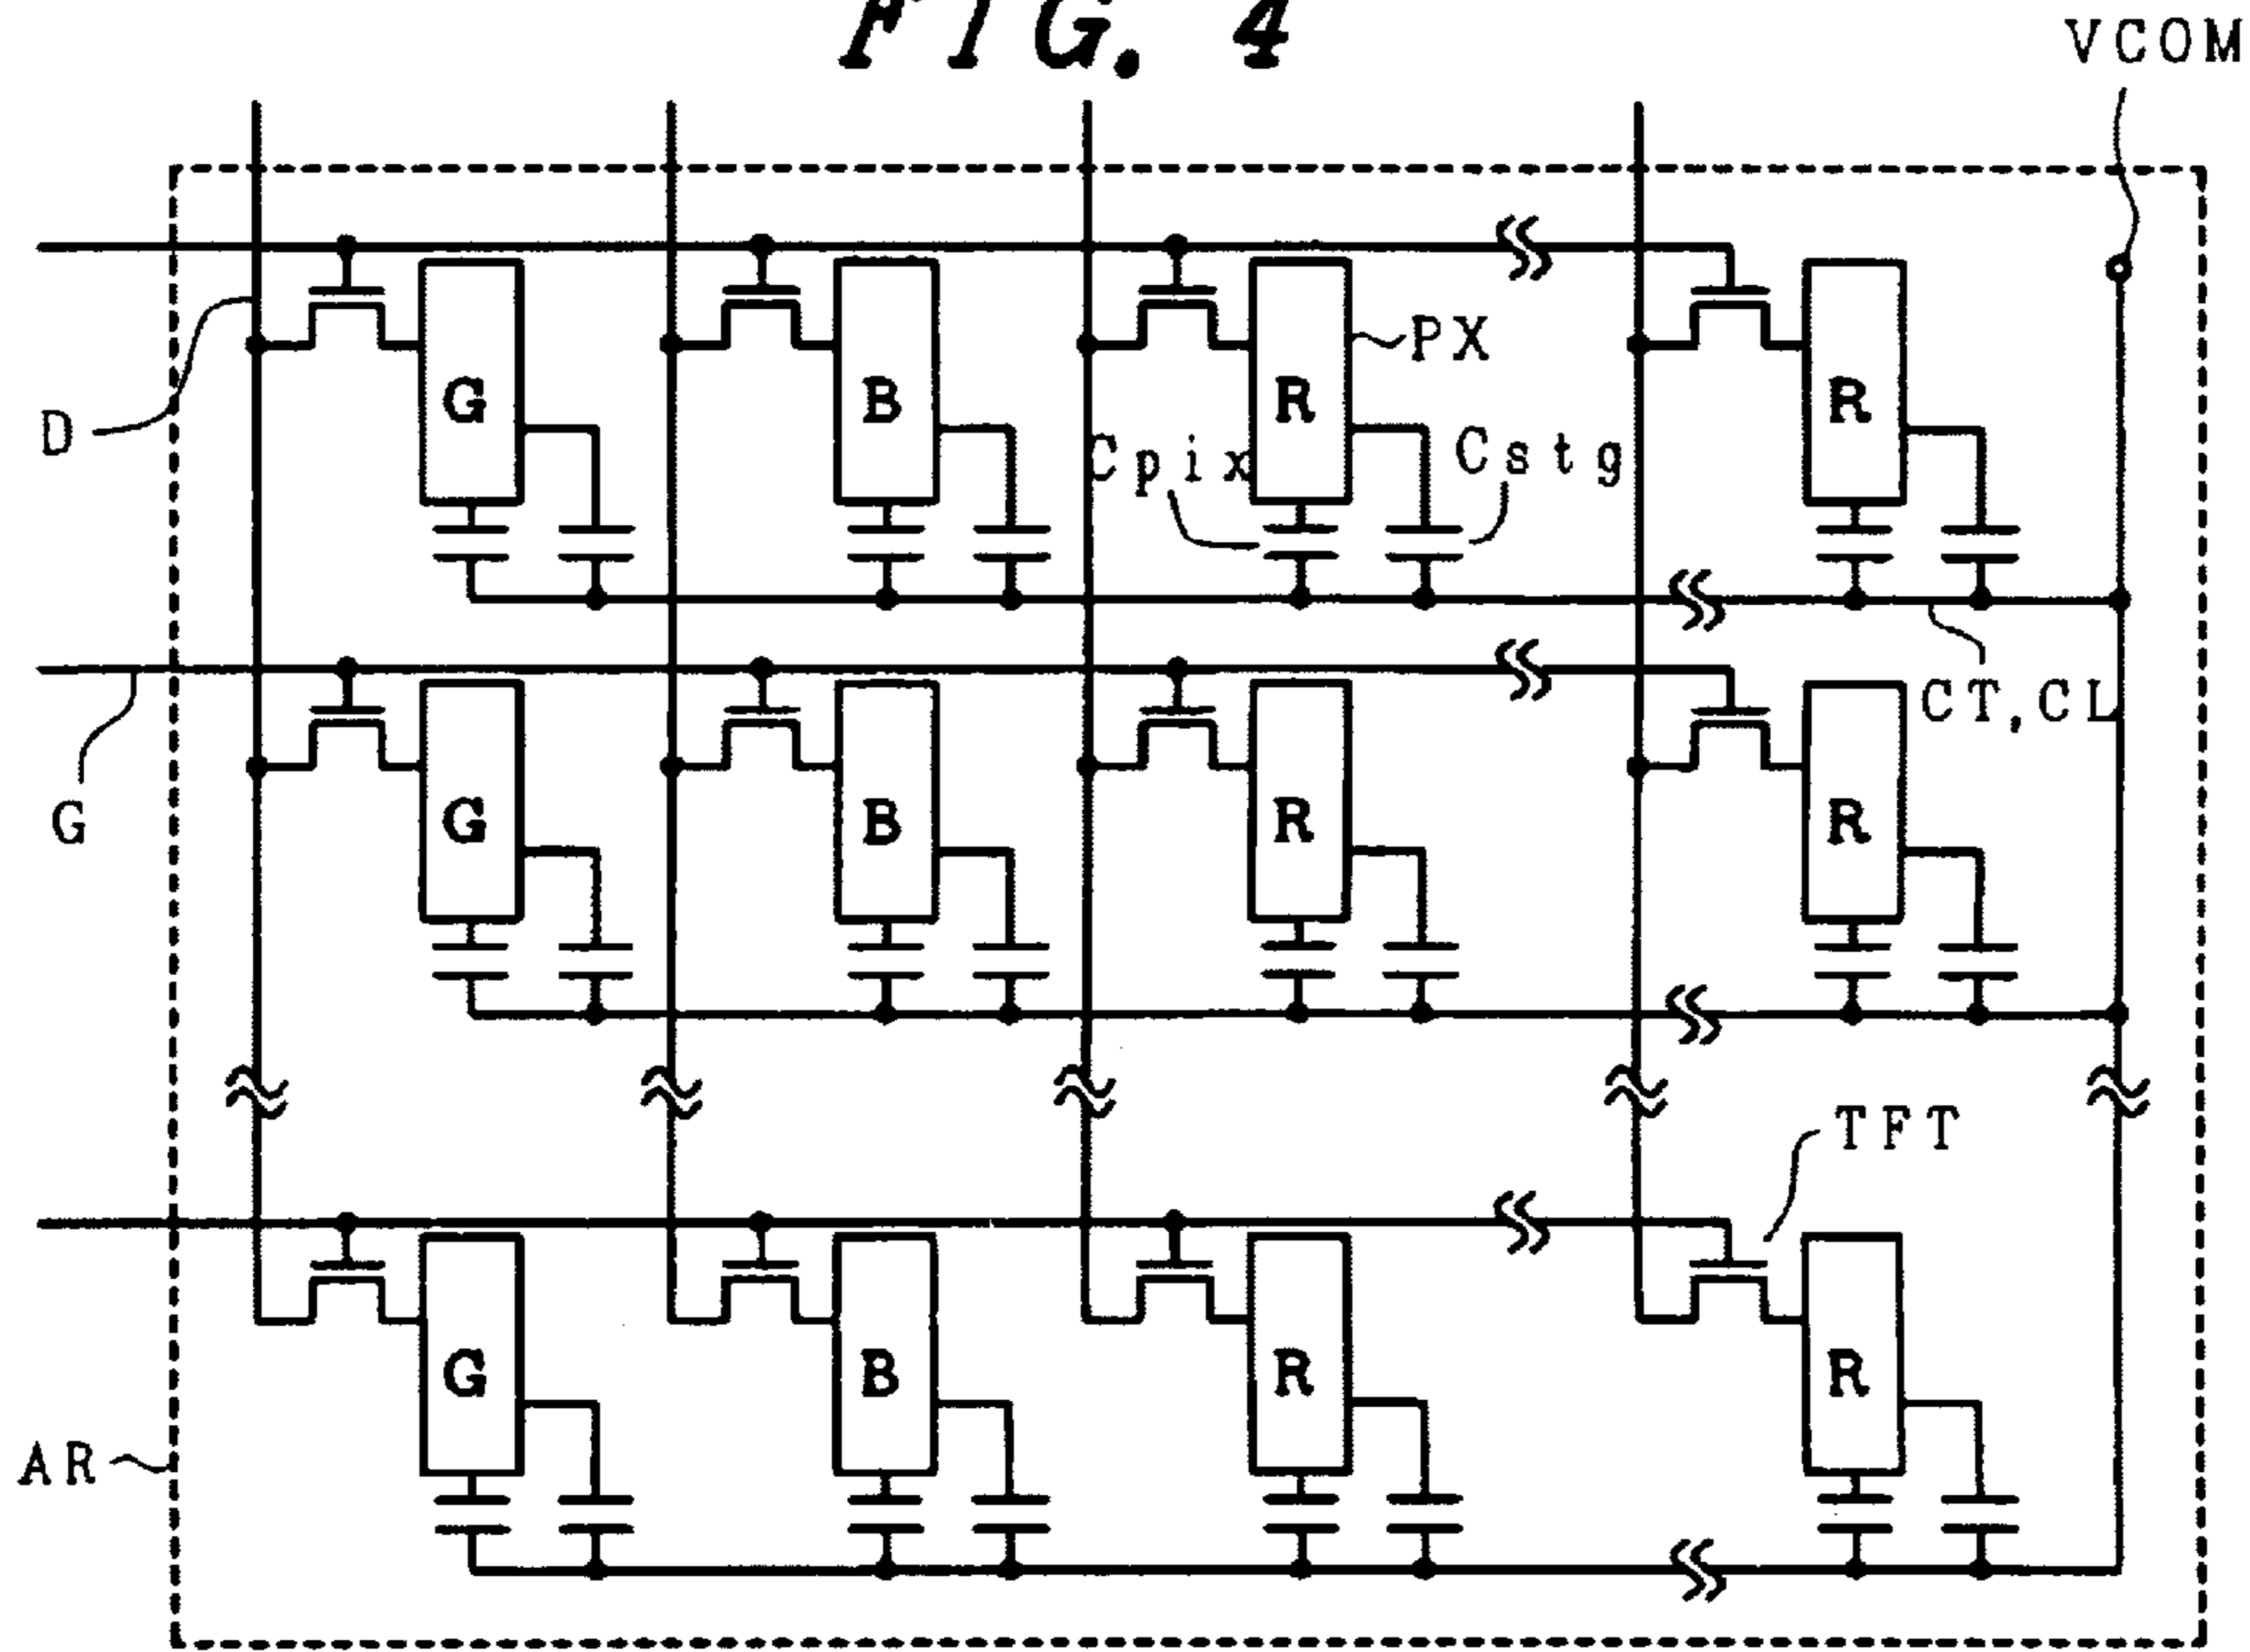 FIG. 4
VCOM
D
G B R R
PX
Cpix
Cstg
G
G B R R
CT,CL
TFT
AR
G B R R